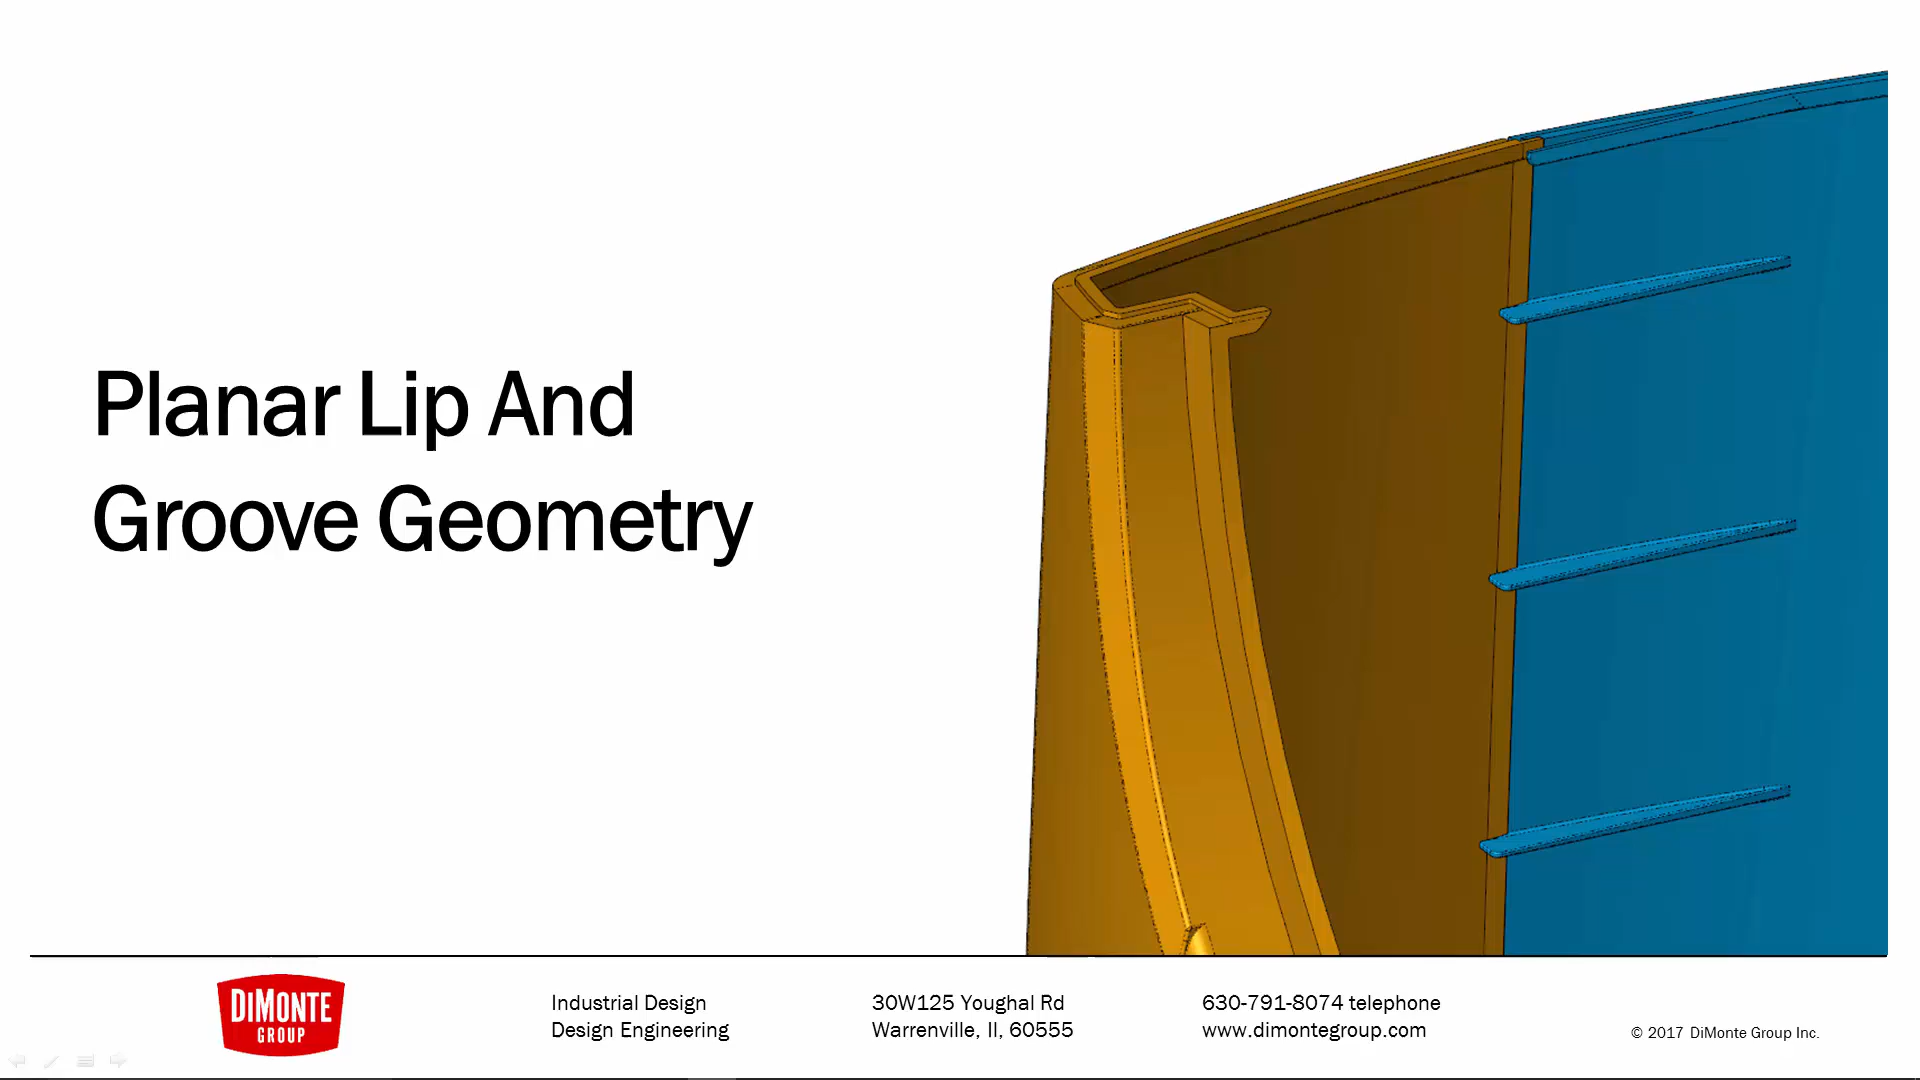 Planar Lip And
Groove Geometry
DIMONTE
GROUP
Industrial Design
Design Engineering
30W125 Youghal Rd
Warrenville, Il, 60555
630-791-8074 telephone
www.dimontegroup.com
© 2017 DiMonte Group Inc.